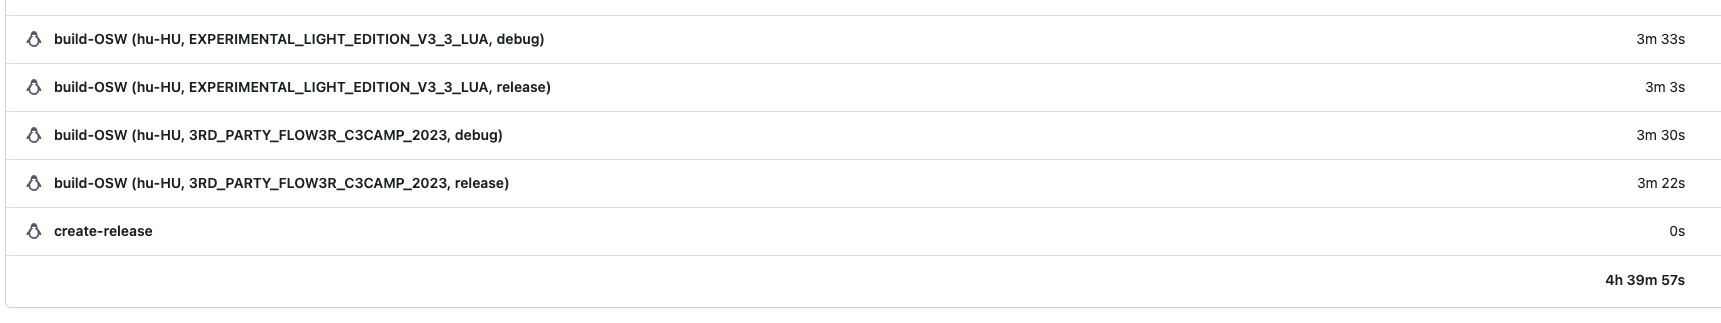 build-OSW (hu-HU, EXPERIMENTAL_LIGHT_EDITION_V3_3_LUA, debug) 3m 33s
build-OSW (hu-HU, EXPERIMENTAL_LIGHT_EDITION_V3_3_LUA, release) 3m 3s
build-OSW (hu-HU, 3RD_PARTY_FLOW3R_C3CAMP_2023, debug) 3m 30s
build-OSW (hu-HU, 3RD_PARTY_FLOW3R_C3CAMP_2023, release) 3m 22s
create-release 0s
4h 39m 57s